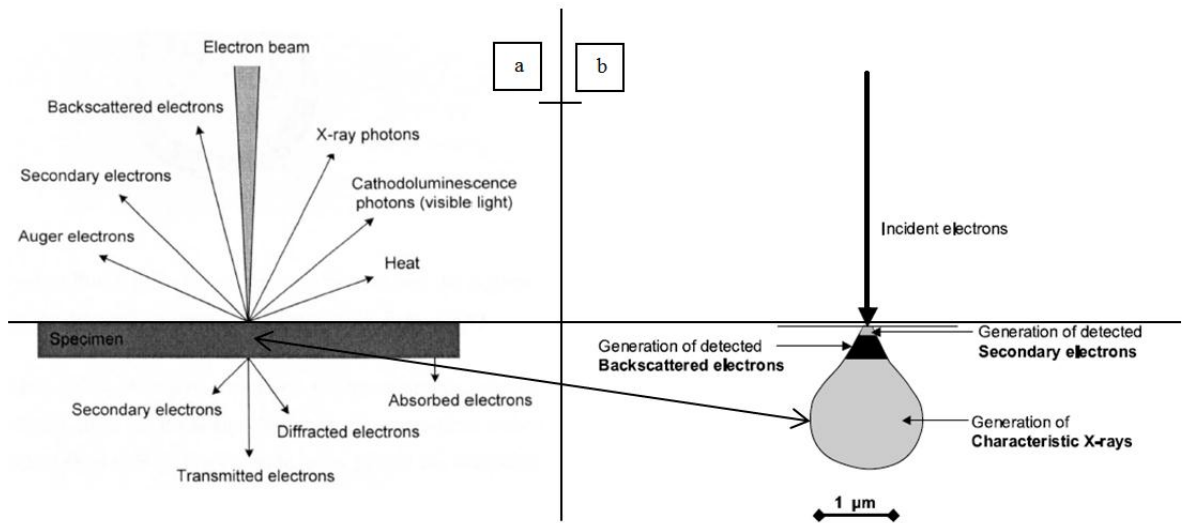 Electron beam
Backscattered electrons
X-ray photons
Secondary electrons
Cathodoluminescence
photons (visible light)
Auger electrons
Heat
Specimen
Absorbed electrons
Secondary electrons
Diffracted electrons
Transmitted electrons
a
b
Incident electrons
Generation of detected
Secondary electrons
Generation of detected
Backscattered electrons
Generation of
Characteristic X-rays
1 µm